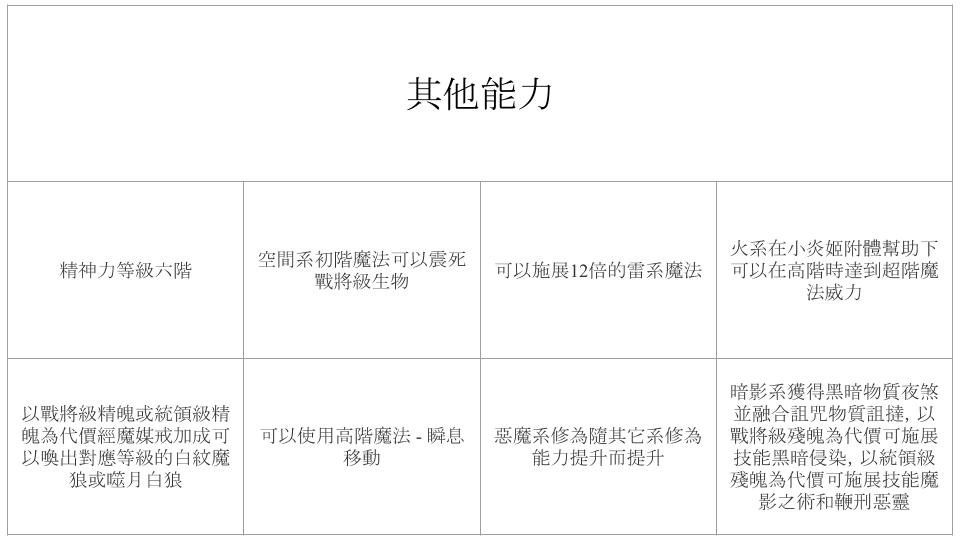 其他能力
精神力等級六階
空間系初階魔法可以震死
戰將級生物
可以施展12倍的雷系魔法
火系在小炎姬附體幫助下
可以在高階時達到超階魔
法威力
以戰將級精魄或統領級精
魄為代價經魔媒戒加成可
以喚出對應等級的白紋魔
狼或噬月白狼
可以使用高階魔法 - 瞬息
移動
惡魔系修為隨其它系修為
能力提升而提升
暗影系獲得黑暗物質夜煞
並融合詛咒物質詛撻, 以
戰將級殘魄為代價可施展
技能黑暗侵染, 以統領級
殘魄為代價可施展技能魔
影之術和鞭刑惡靈